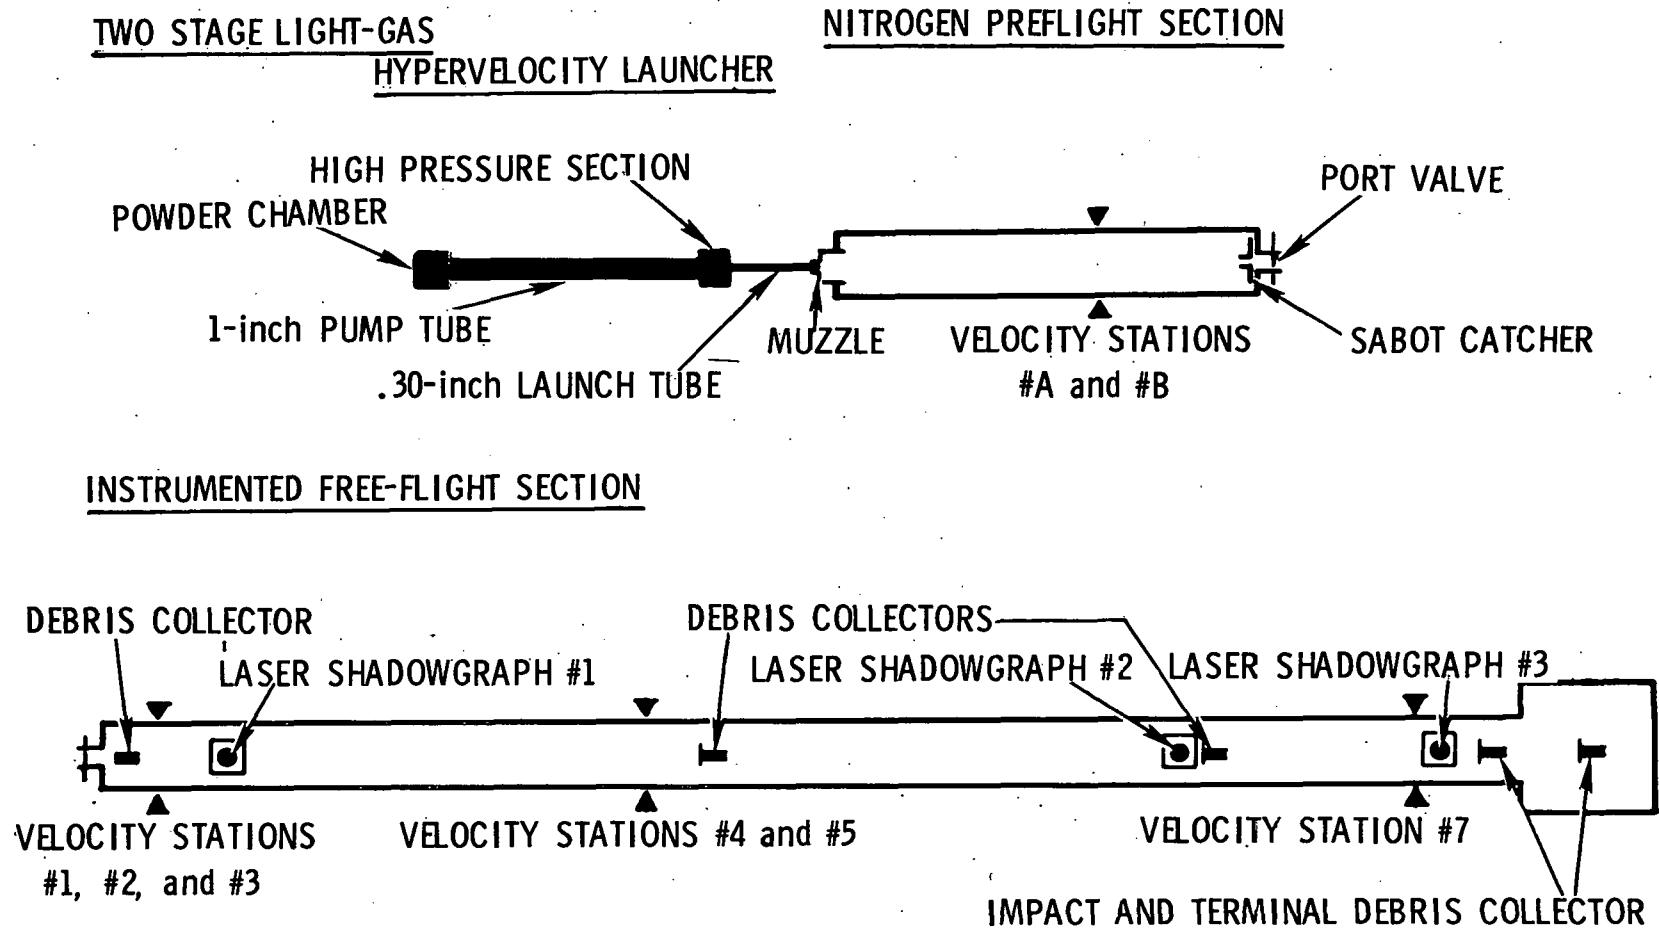 TWO STAGE LIGHT-GAS
HYPERVELOCITY LAUNCHER
NITROGEN PREFLIGHT SECTION
HIGH PRESSURE SECTION
POWDER CHAMBER
PORT VALVE
1-inch PUMP TUBE
MUZZLE
VELOCITY STATIONS
#A and #B
SABOT CATCHER
.30-inch LAUNCH TUBE
INSTRUMENTED FREE-FLIGHT SECTION
DEBRIS COLLECTOR
DEBRIS COLLECTORS
LASER SHADOWGRAPH #1
LASER SHADOWGRAPH #2
LASER SHADOWGRAPH #3
VELOCITY STATIONS
#1, #2, and #3
VELOCITY STATIONS #4 and #5
VELOCITY STATION #7
IMPACT AND TERMINAL DEBRIS COLLECTOR